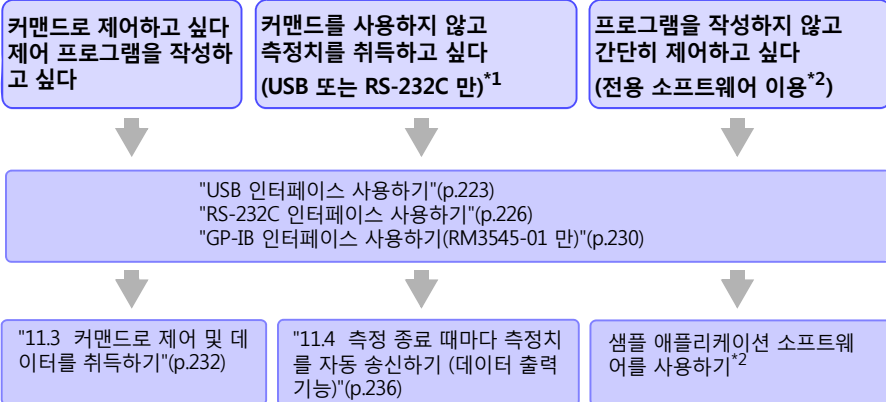 커맨드로 제어하고 싶다
제어 프로그램을 작성하
고 싶다
커맨드를 사용하지 않고
측정치를 취득하고 싶다
(USB 또는 RS-232C 만)*1
프로그램을 작성하지 않고
간단히 제어하고 싶다
(전용 소프트웨어 이용*2)
"USB 인터페이스 사용하기"(p.223)
"RS-232C 인터페이스 사용하기"(p.226)
"GP-IB 인터페이스 사용하기(RM3545-01 만)"(p.230)
"11.3 커맨드로 제어 및 데
이터를 취득하기"(p.232)
"11.4 측정 종료 때마다 측정치
를 자동 송신하기 (데이터 출력
기능)"(p.236)
샘플 애플리케이션 소프트웨
어를 사용하기*2